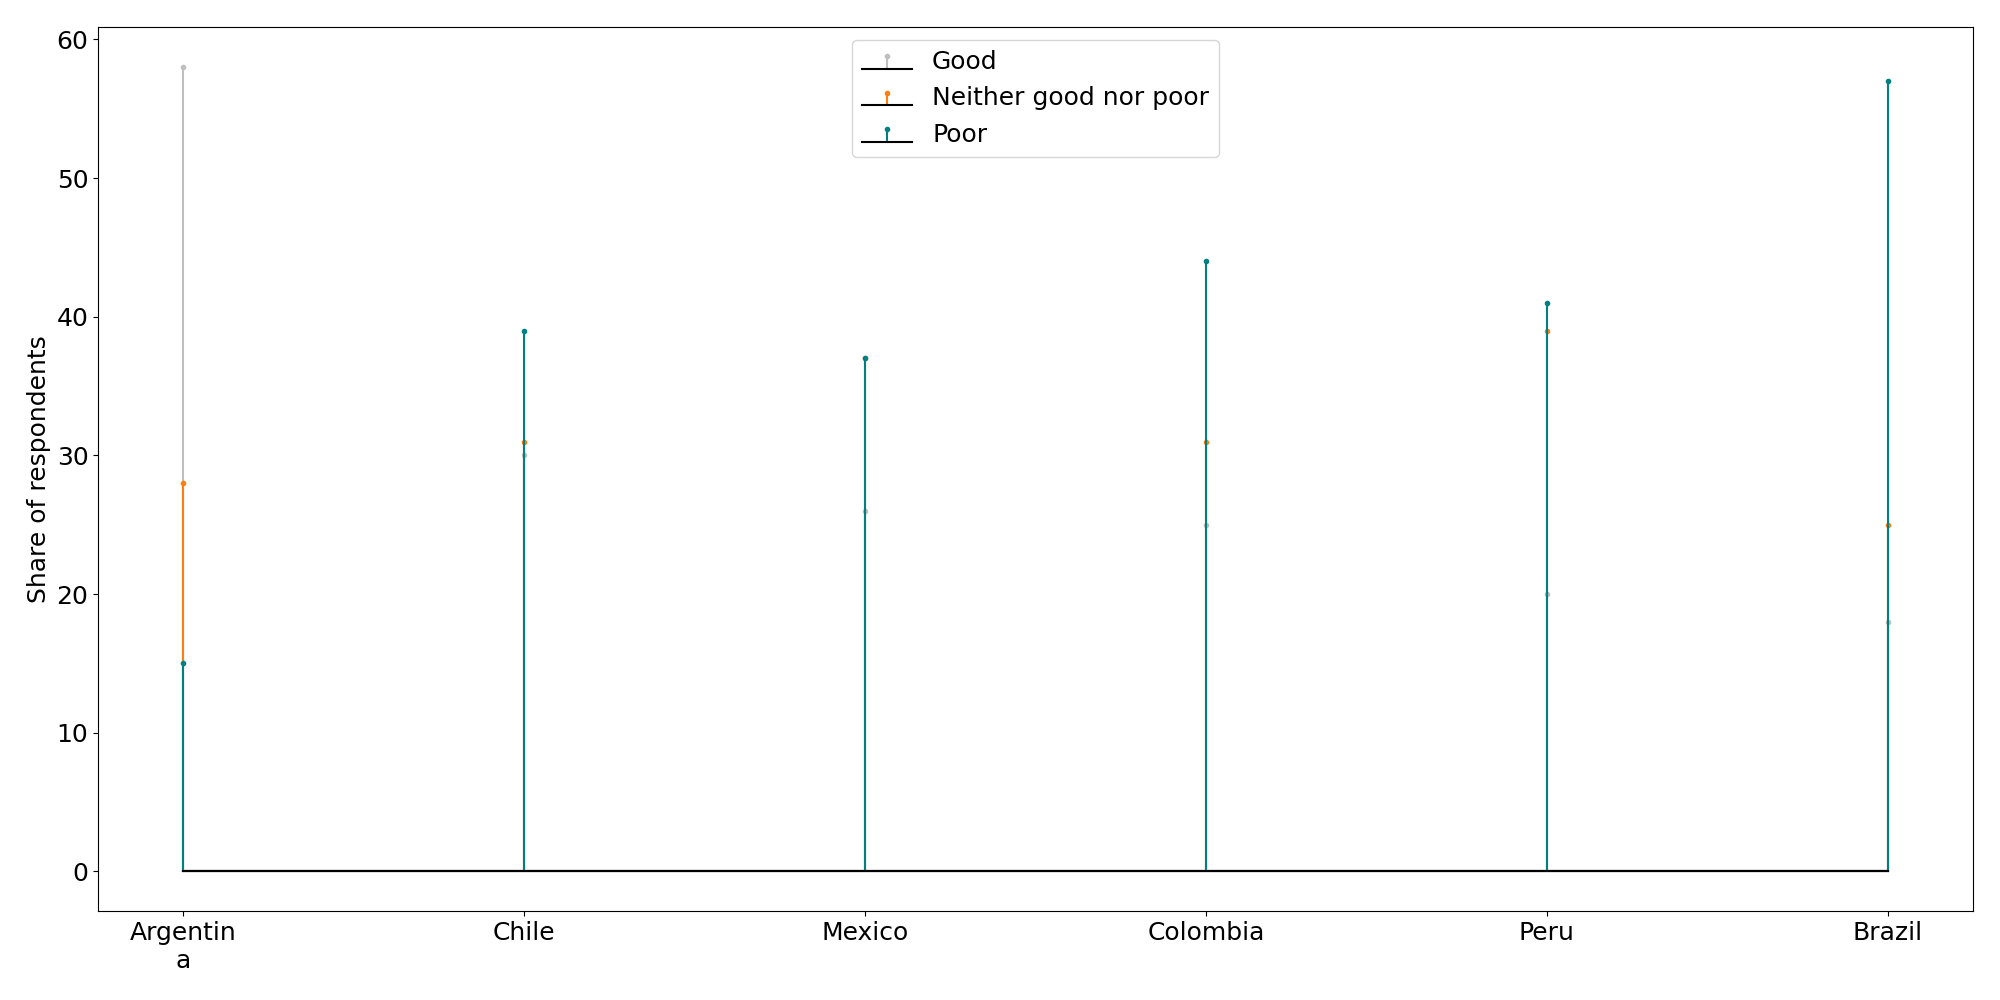 60
50
40
30
20
10
0
Share of respondents
Good
Neither good nor poor
Poor
Argentin
a
Chile
Mexico
Colombia
Peru
Brazil